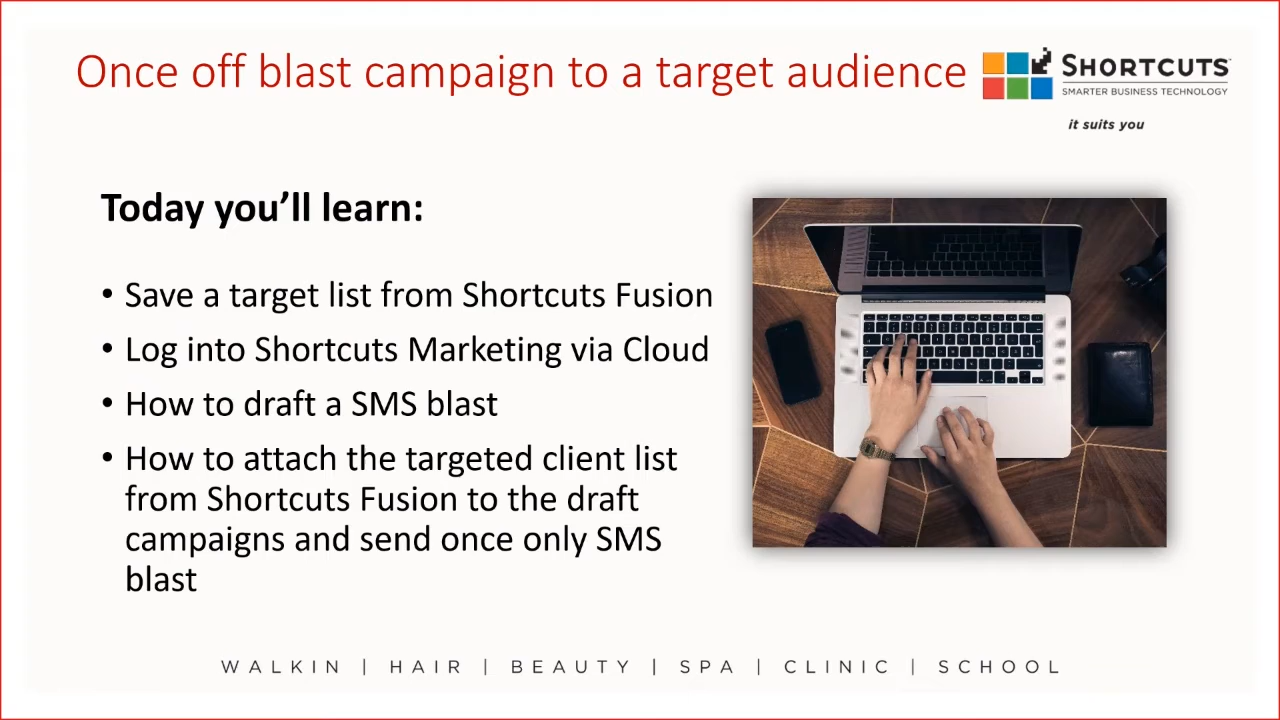 Once off blast campaign to a target audience
SHORTCUTS
SMARTER BUSINESS TECHNOLOGY
it suits you
Today you’ll learn:
• Save a target list from Shortcuts Fusion
• Log into Shortcuts Marketing via Cloud
• How to draft a SMS blast
• How to attach the targeted client list
from Shortcuts Fusion to the draft
campaigns and send once only SMS
blast
WALKIN | HAIR | BEAUTY | SPA | CLINIC | SCHOOL